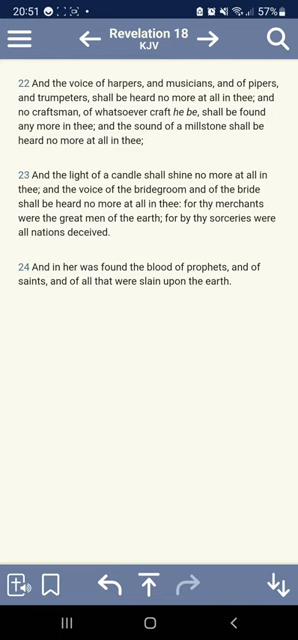 20:51
57%
Revelation 18
KJV
22 And the voice of harpers, and musicians, and of pipers,
and trumpeters, shall be heard no more at all in thee; and
no craftsman, of whatsoever craft he be, shall be found
any more in thee; and the sound of a millstone shall be
heard no more at all in thee;
23 And the light of a candle shall shine no more at all in
thee; and the voice of the bridegroom and of the bride
shall be heard no more at all in thee: for thy merchants
were the great men of the earth; for by thy sorceries were
all nations deceived.
24 And in her was found the blood of prophets, and of
saints, and of all that were slain upon the earth.